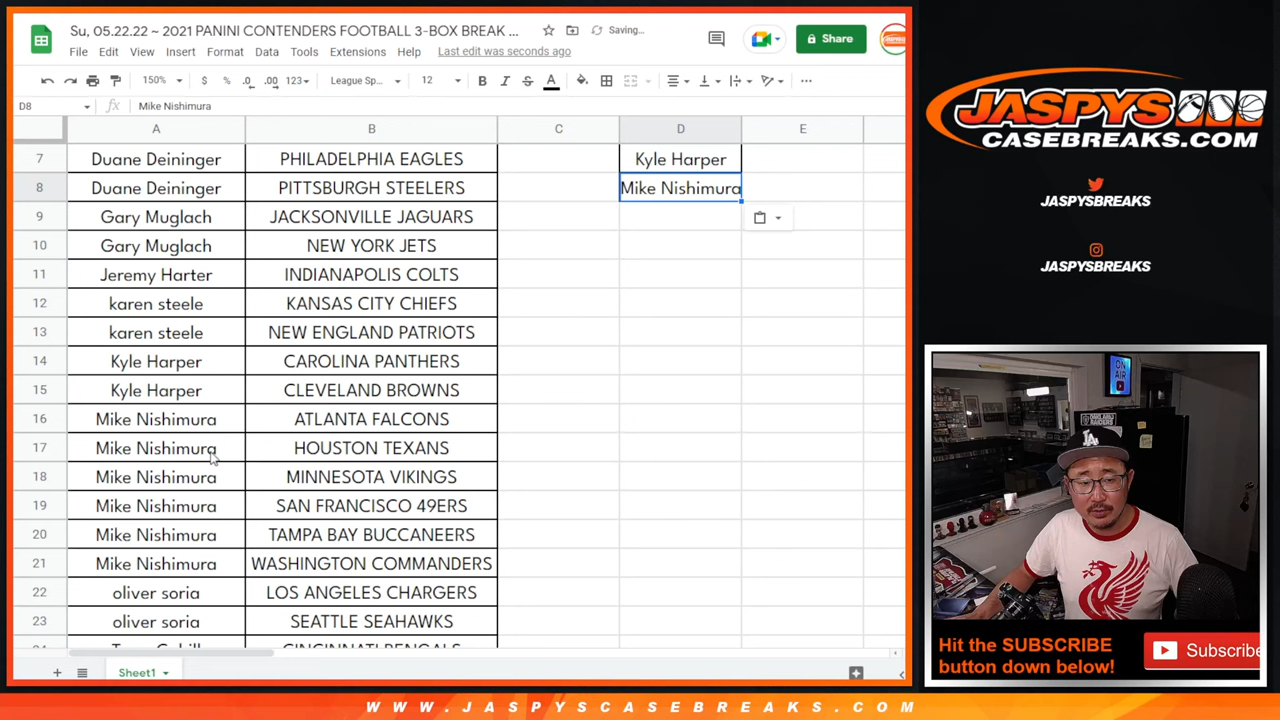 Su, 05.22.22 ~ 2021 PANINI CONTENDERS FOOTBALL 3-BOX BREAK ...
Saving...
Share
File Edit View Insert Format Data Tools Extensions Help Last edit was seconds ago
150% $ % .0 .00 123 League Sp... 12 B I S A
D8 fx Mike Nishimura
A B C D E
7 Duane Deininger PHILADELPHIA EAGLES Kyle Harper
8 Duane Deininger PITTSBURGH STEELERS Mike Nishimura
9 Gary Muglach JACKSONVILLE JAGUARS
10 Gary Muglach NEW YORK JETS
11 Jeremy Harter INDIANAPOLIS COLTS
12 karen steele KANSAS CITY CHIEFS
13 karen steele NEW ENGLAND PATRIOTS
14 Kyle Harper CAROLINA PANTHERS
15 Kyle Harper CLEVELAND BROWNS
16 Mike Nishimura ATLANTA FALCONS
17 Mike Nishimura HOUSTON TEXANS
18 Mike Nishimura MINNESOTA VIKINGS
19 Mike Nishimura SAN FRANCISCO 49ERS
20 Mike Nishimura TAMPA BAY BUCCANEERS
21 Mike Nishimura WASHINGTON COMMANDERS
22 oliver soria LOS ANGELES CHARGERS
23 oliver soria SEATTLE SEAHAWKS
CINCINNATI BENGALS
Sheet1
JASPYS
CASEBREAKS.COM
JASPYSBREAKS
JASPYSBREAKS
ON AIR
LA
Hit the SUBSCRIBE
button down below!
Subscribe
WWW.JASPYSCASEBREAKS.COM